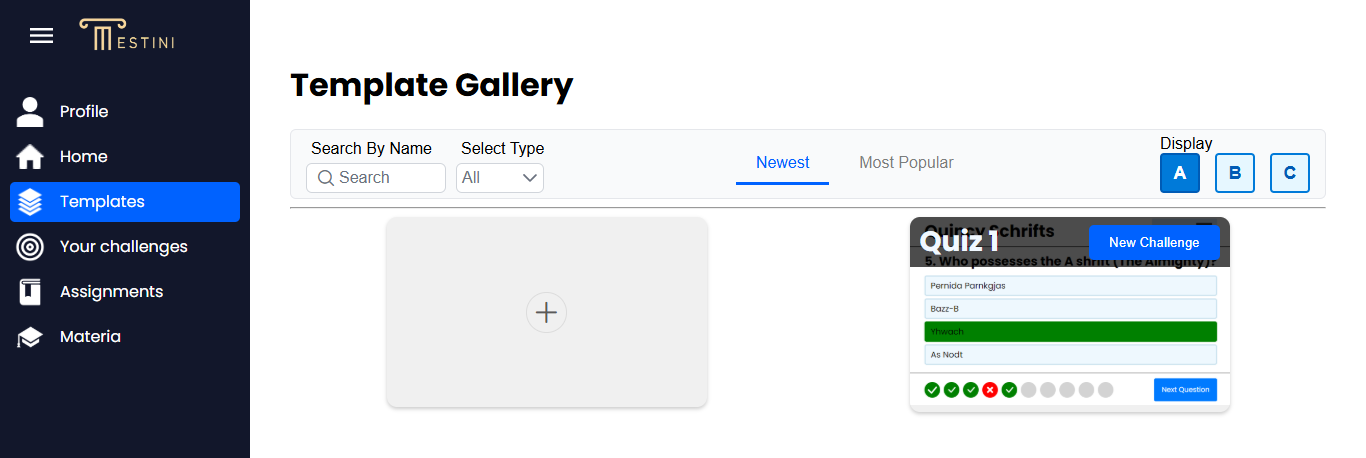 MESTINI
Profile
Home
Templates
Your challenges
Assignments
Materia
Template Gallery
Search By Name
Select Type
Search
All
Newest
Most Popular
Display
A
B
C
Quincy Schrifts
Quiz 1
New Challenge
5. Who possesses the A shrift (The Almighty)?
Pernida Parnkgjas
Bazz-B
Yhwach
As Nodt
Next Question